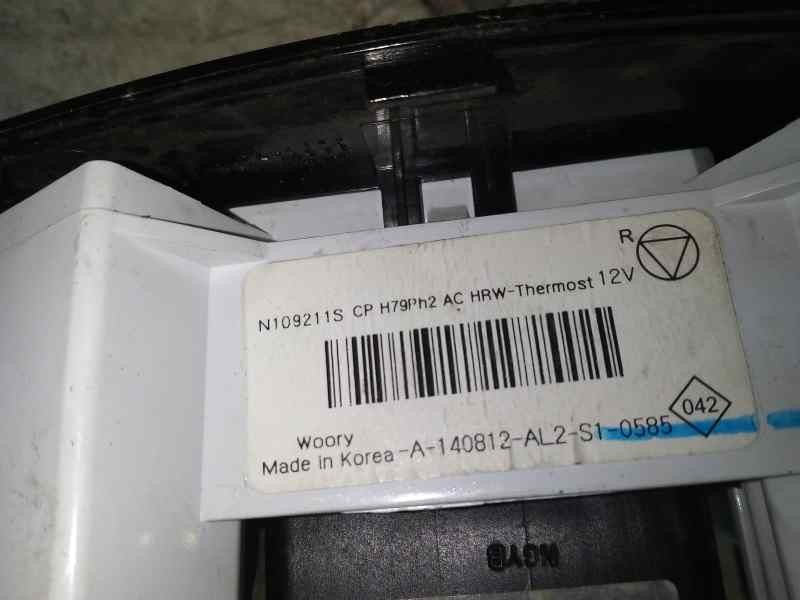 R
N109211S CP H79Ph2 AC HRW-Thermost 12V
042
Woory
Made in Korea-A-140812-AL2-S1-0585